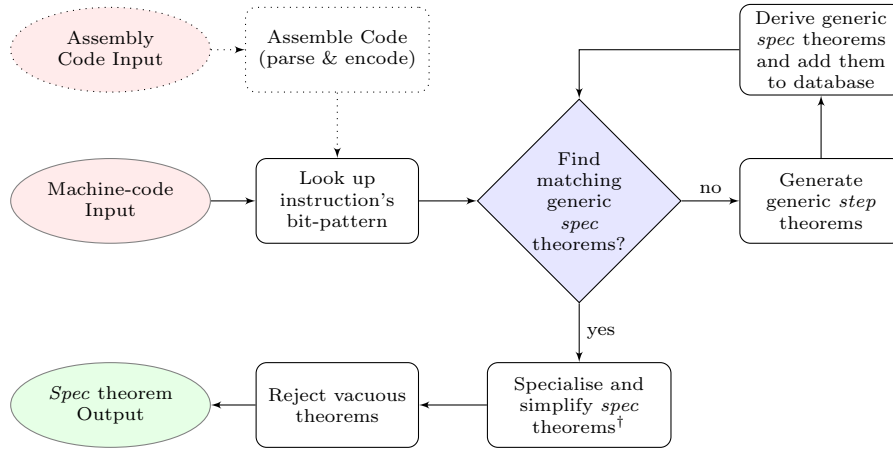 Assembly
Code Input
Assemble Code
(parse & encode)
Derive generic
spec theorems
and add them
to database
Machine-code
Input
Look up
instruction's
bit-pattern
Find
matching
generic
spec
theorems?
no
Generate
generic step
theorems
yes
Spec theorem
Output
Reject vacuous
theorems
Specialise and
simplify spec
theorems†